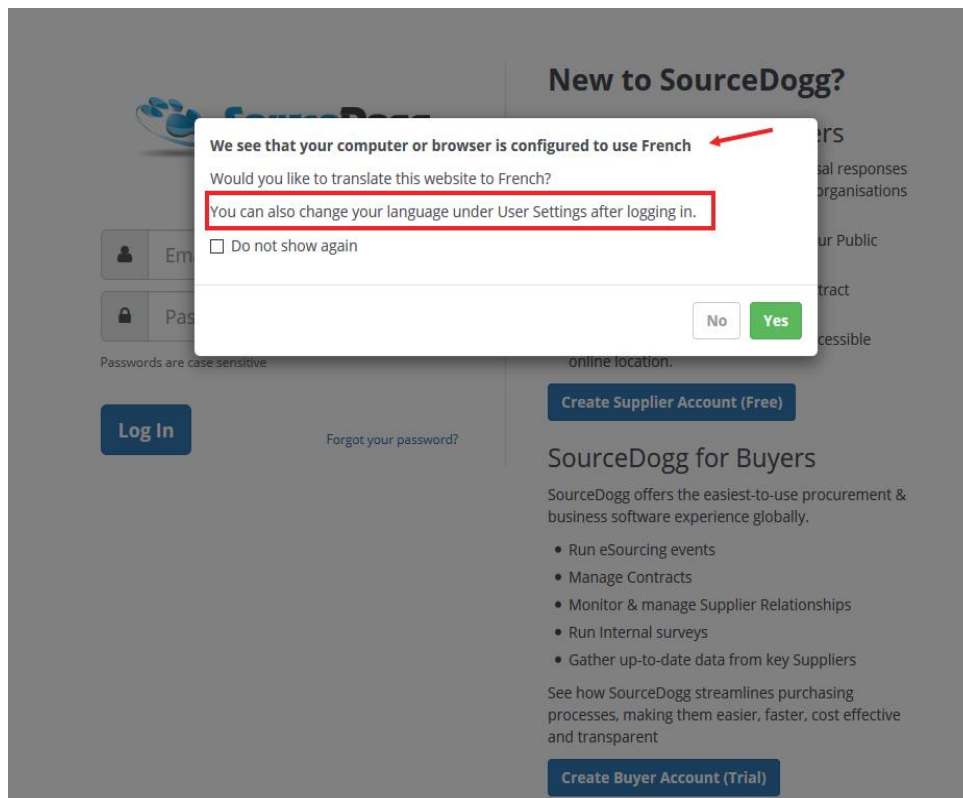 New to SourceDogg?
We see that your computer or browser is configured to use French
Would you like to translate this website to French?
You can also change your language under User Settings after logging in.
Do not show again
No
Yes
Passwords are case sensitive
Log In
Forgot your password?
sal responses
organisations
Public
online location.
Create Supplier Account (Free)
SourceDogg for Buyers
SourceDogg offers the easiest-to-use procurement &
business software experience globally.
• Run eSourcing events
• Manage Contracts
• Monitor & manage Supplier Relationships
• Run Internal surveys
• Gather up-to-date data from key Suppliers
See how SourceDogg streamlines purchasing
processes, making them easier, faster, cost effective
and transparent
Create Buyer Account (Trial)